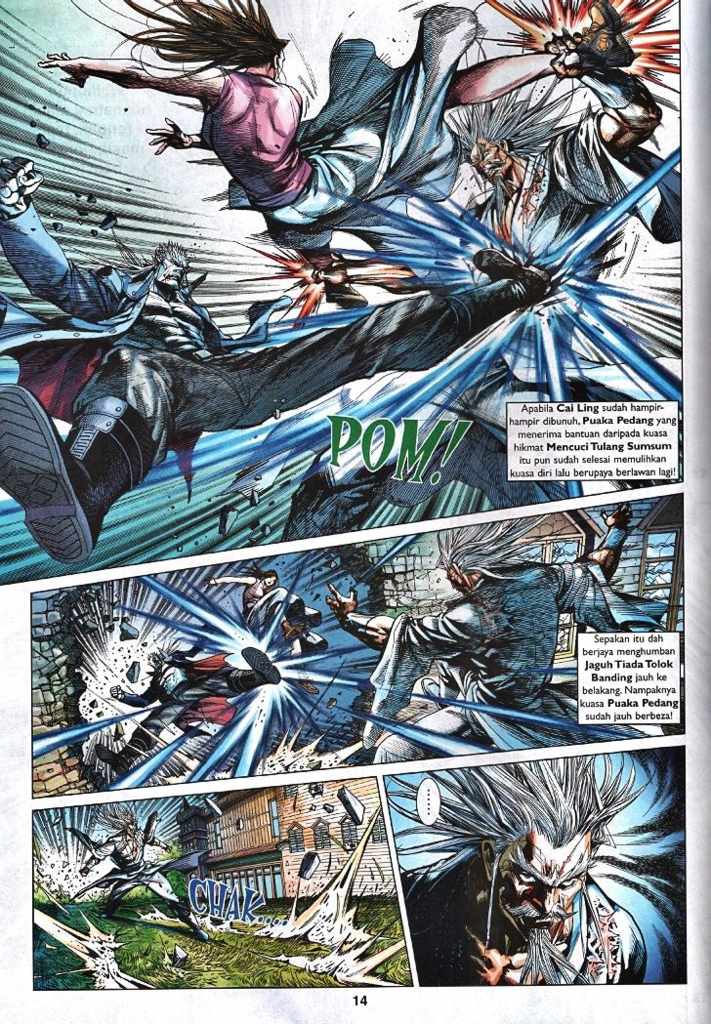 POM!
Apabila Cai Ling sudah hampir-
hampir dibunuh, Puaka Pedang yang
menerima bantuan daripada kuasa
hikmat Mencuci Tulang Sumsum
itu pun sudah selesai memulihkan
kuasa diri lalu berupaya berlawan lagi!
Sepakan itu dah
berjaya menghumban
Jaguh Tiada Tolok
Banding jauh ke
belakang. Nampaknya
kuasa Puaka Pedang
sudah jauh berbeza!
CHAK...
......
14